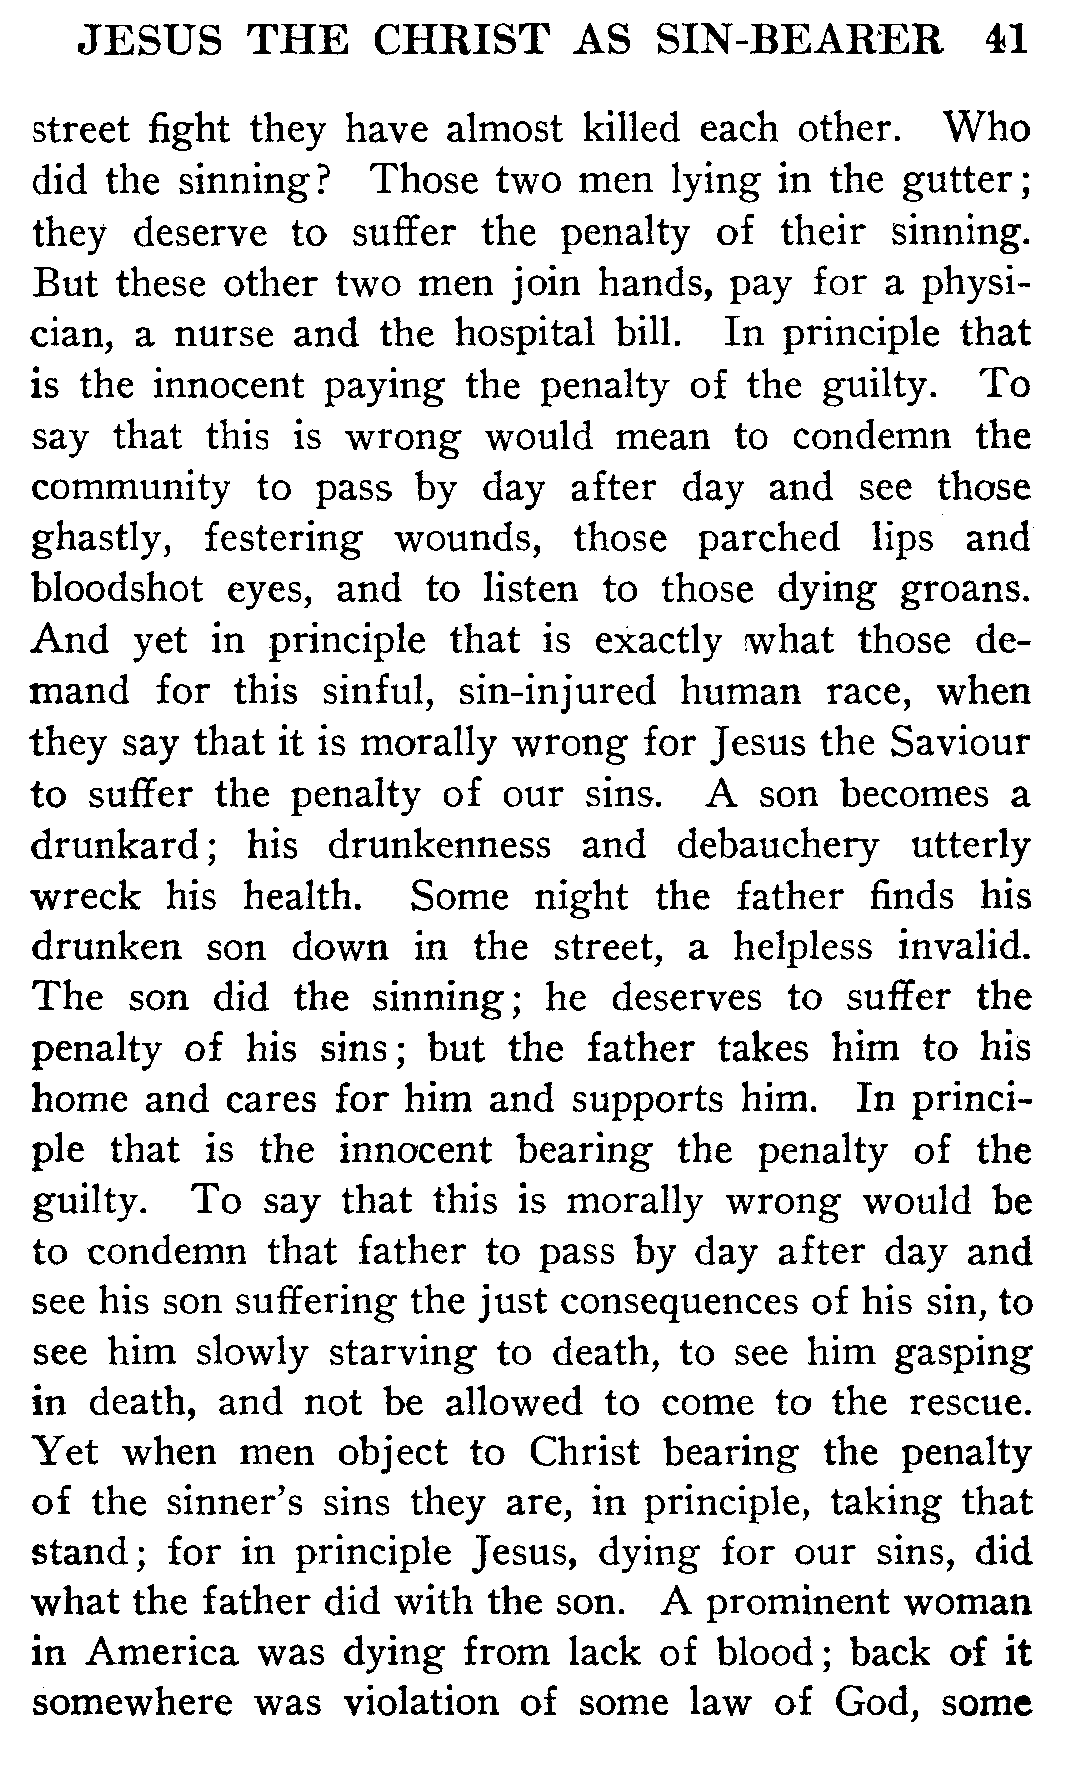 JESUS THE CHRIST AS SIN-BEARER 41
street fight they have almost killed each other. Who
did the sinning? Those two men lying in the gutter;
they deserve to suffer the penalty of their sinning.
But these other two men join hands, pay for a physi-
cian, a nurse and the hospital bill. In principle that
is the innocent paying the penalty of the guilty. To
say that this is wrong would mean to condemn the
community to pass by day after day and see those
ghastly, festering wounds, those parched lips and
bloodshot eyes, and to listen to those dying groans.
And yet in principle that is exactly what those de-
mand for this sinful, sin-injured human race, when
they say that it is morally wrong for Jesus the Saviour
to suffer the penalty of our sins. A son becomes a
drunkard; his drunkenness and debauchery utterly
wreck his health. Some night the father finds his
drunken son down in the street, a helpless invalid.
The son did the sinning; he deserves to suffer the
penalty of his sins; but the father takes him to his
home and cares for him and supports him. In princi-
ple that is the innocent bearing the penalty of the
guilty. To say that this is morally wrong would be
to condemn that father to pass by day after day and
see his son suffering the just consequences of his sin, to
see him slowly starving to death, to see him gasping
in death, and not be allowed to come to the rescue.
Yet when men object to Christ bearing the penalty
of the sinner's sins they are, in principle, taking that
stand; for in principle Jesus, dying for our sins, did
what the father did with the son. A prominent woman
in America was dying from lack of blood; back of it
somewhere was violation of some law of God, some